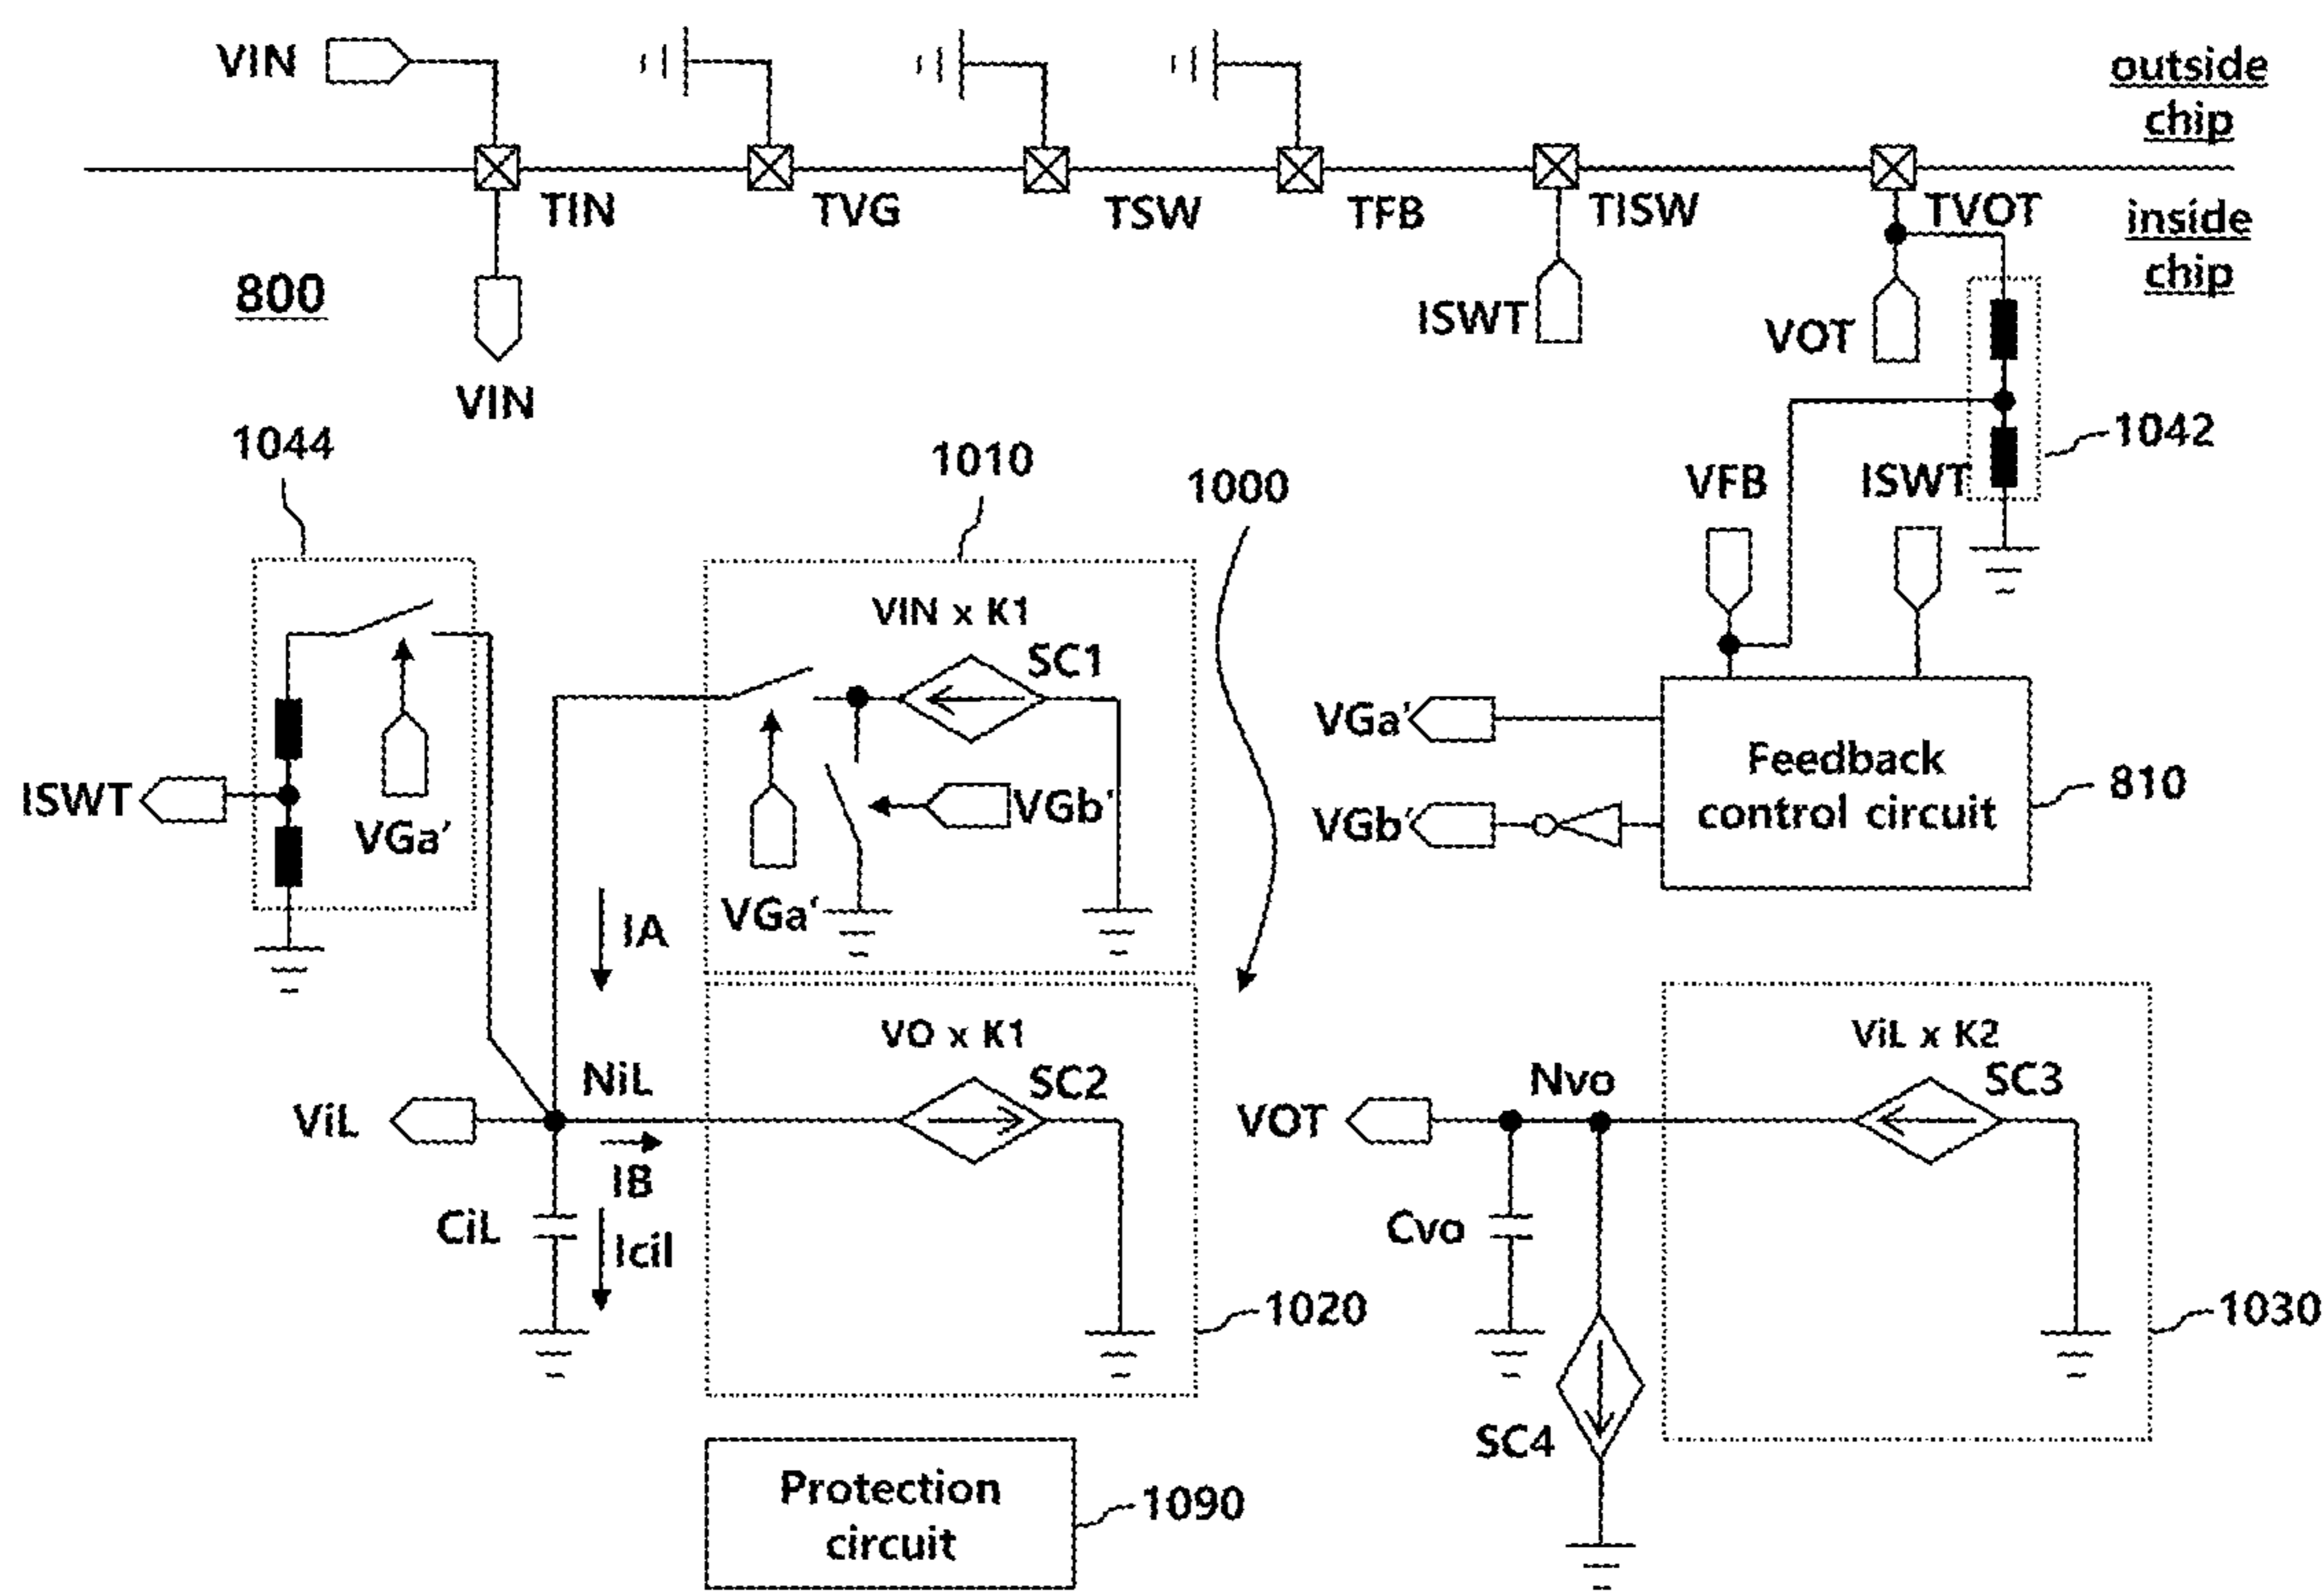 VIN
outside
chip
TIN
TVG
TSW
TFB
TISW
TVOT
inside
chip
800
VIN
ISWT
VOT
1044
1010
1000
1042
VFB
ISWT
VIN x K1
SC1
VGa'
VGb'
VGa'
ISWT
VGa'
VGb'
Feedback
control circuit
810
IA
VO x K1
SC2
NiL
ViL
IB
CiL
Icil
1020
ViL x K2
SC3
Nvo
VOT
Cvo
SC4
1030
Protection
circuit
1090